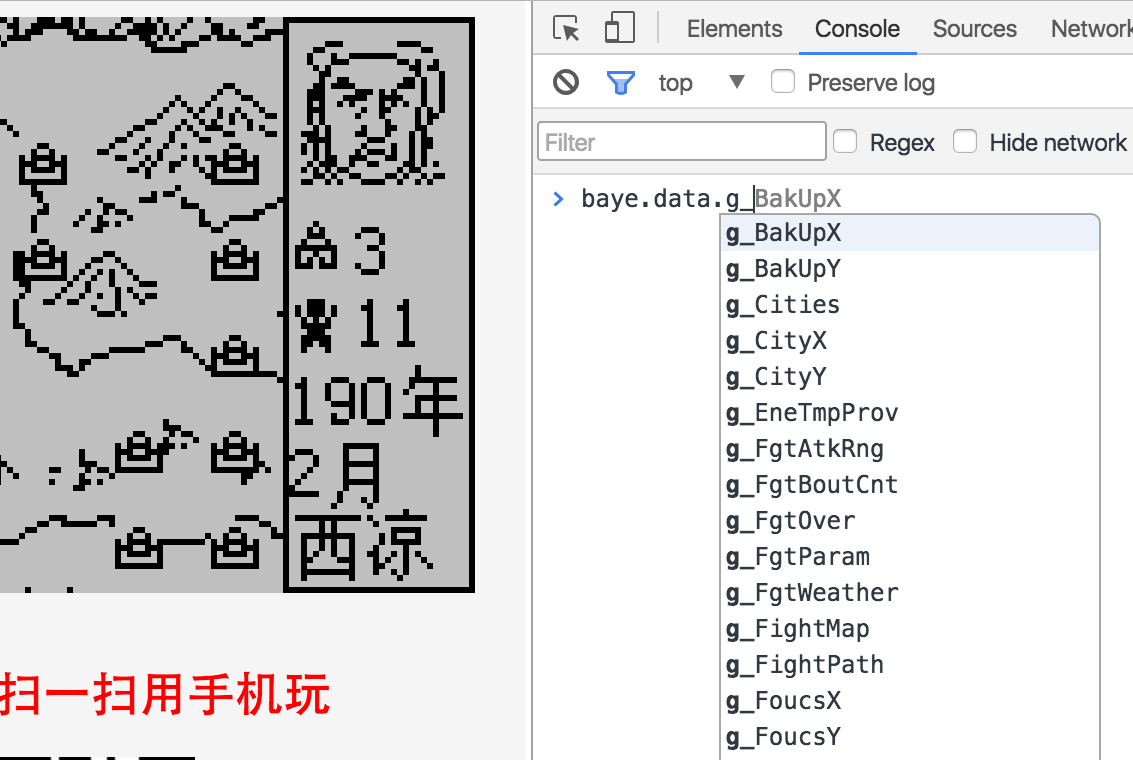 3
11
190年
2月
西凉
扫一扫用手机玩
Elements Console Sources Network
top ▼ Preserve log
Filter Regex Hide network
> baye.data.g_BakUpX
g_BakUpX
g_BakUpY
g_Cities
g_CityX
g_CityY
g_EneTmpProv
g_FgtAtkRng
g_FgtBoutCnt
g_FgtOver
g_FgtParam
g_FgtWeather
g_FightMap
g_FightPath
g_FoucsX
g_FoucsY